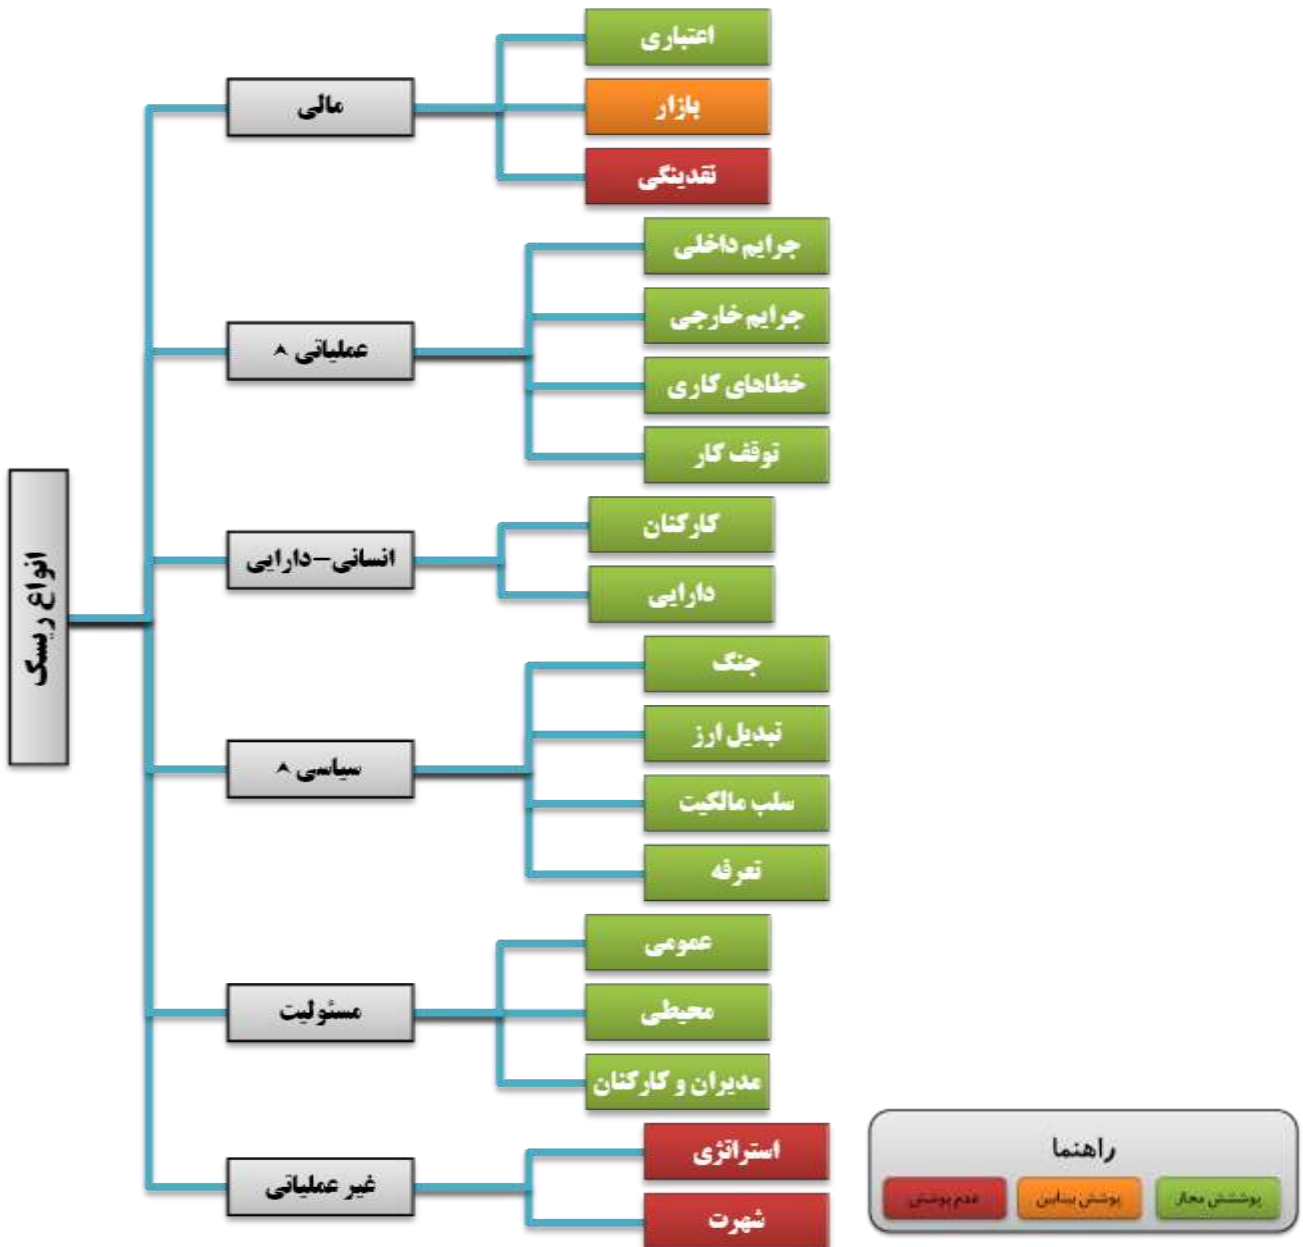 انواع ریسک
مالی
اعتباری
بازار
نقدینگی
عملیاتی ^
جرایم داخلی
جرایم خارجی
خطاهای کاری
توقف کار
انسانی-دارایی
کارکنان
دارایی
سیاسی ^
جنگ
تبدیل ارز
سلب مالکیت
تعرفه
مسئولیت
عمومی
محیطی
مدیران و کارکنان
غیر عملیاتی
استراتژی
شهرت
راهنما
پوشش مجاز
پوشش بینابین
عدم پوشش